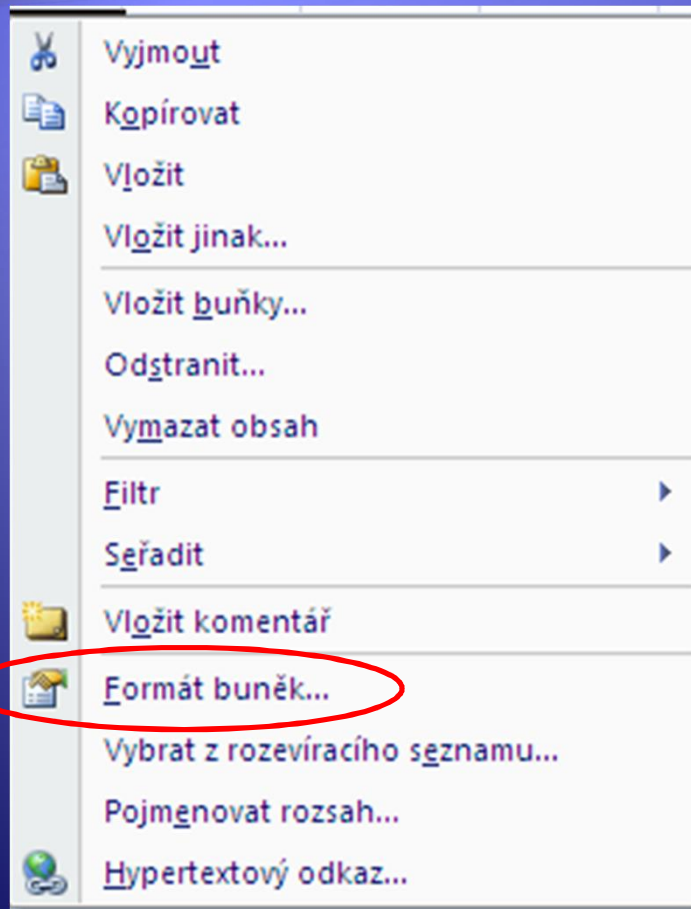 Vyjmout
Kopírovat
Vložit
Vložit jinak...
Vložit buňky...
Odstranit...
Vymazat obsah
Filtr
Seřadit
Vložit komentář
Formát buněk...
Vybrat z rozevíracího seznamu...
Pojmenovat rozsah...
Hypertextový odkaz...